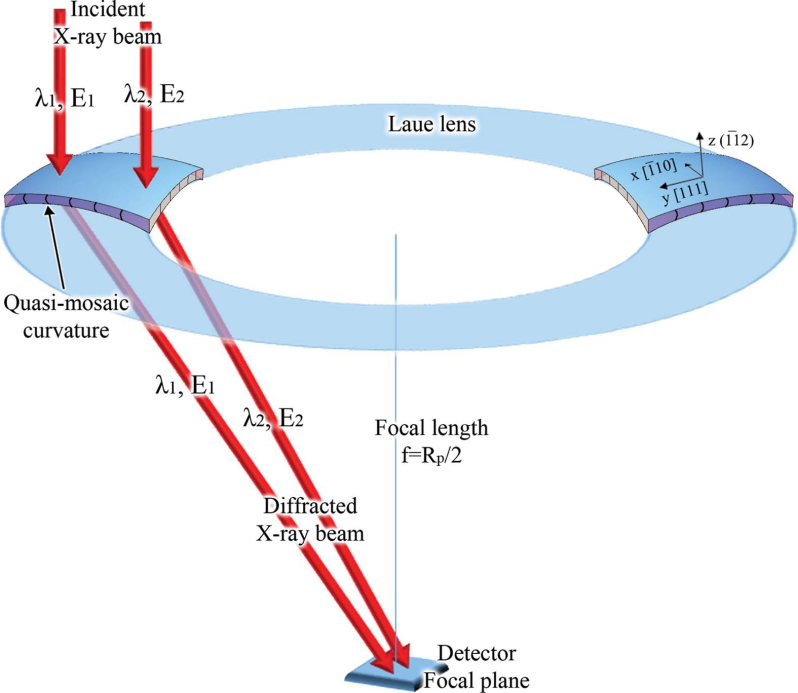 Incident
X-ray beam
λ₁, E₁
λ₂, E₂
Laue lens
z (1̅12)
x [1̅10]
y [111]
Quasi-mosaic
curvature
λ₁, E₁
λ₂, E₂
Focal length
f=Rₚ/2
Diffracted
X-ray beam
Detector
Focal plane